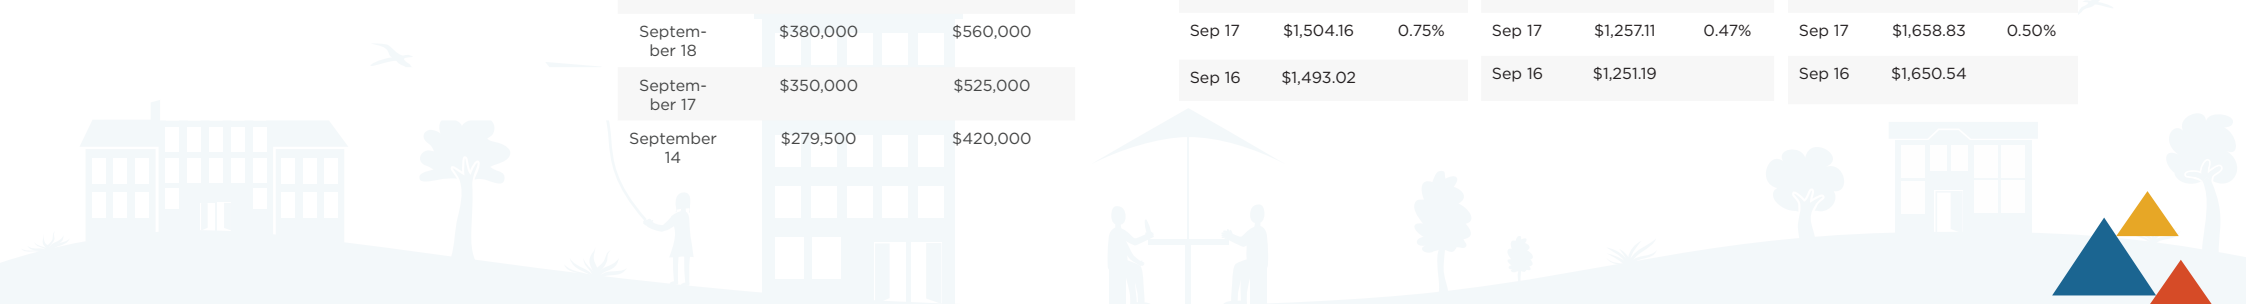 Septem-
ber 18 $380,000 $560,000
Septem-
ber 17 $350,000 $525,000
September
14 $279,500 $420,000
Sep 17 $1,504.16 0.75%
Sep 16 $1,493.02
Sep 17 $1,257.11 0.47%
Sep 16 $1,251.19
Sep 17 $1,658.83 0.50%
Sep 16 $1,650.54